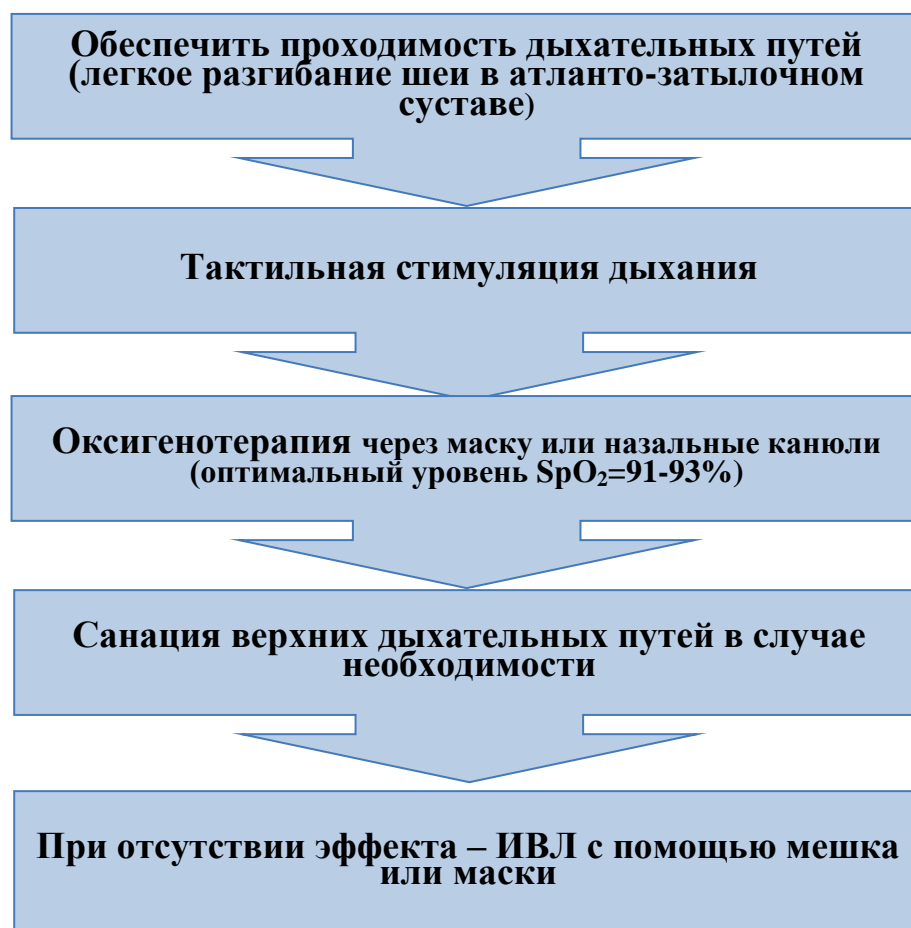 Обеспечить проходимость дыхательных путей
(легкое разгибание шеи в атланто-затылочном
суставе)
Тактильная стимуляция дыхания
Оксигенотерапия через маску или назальные канюли
(оптимальный уровень SpO₂=91-93%)
Санация верхних дыхательных путей в случае
необходимости
При отсутствии эффекта – ИВЛ с помощью мешка
или маски